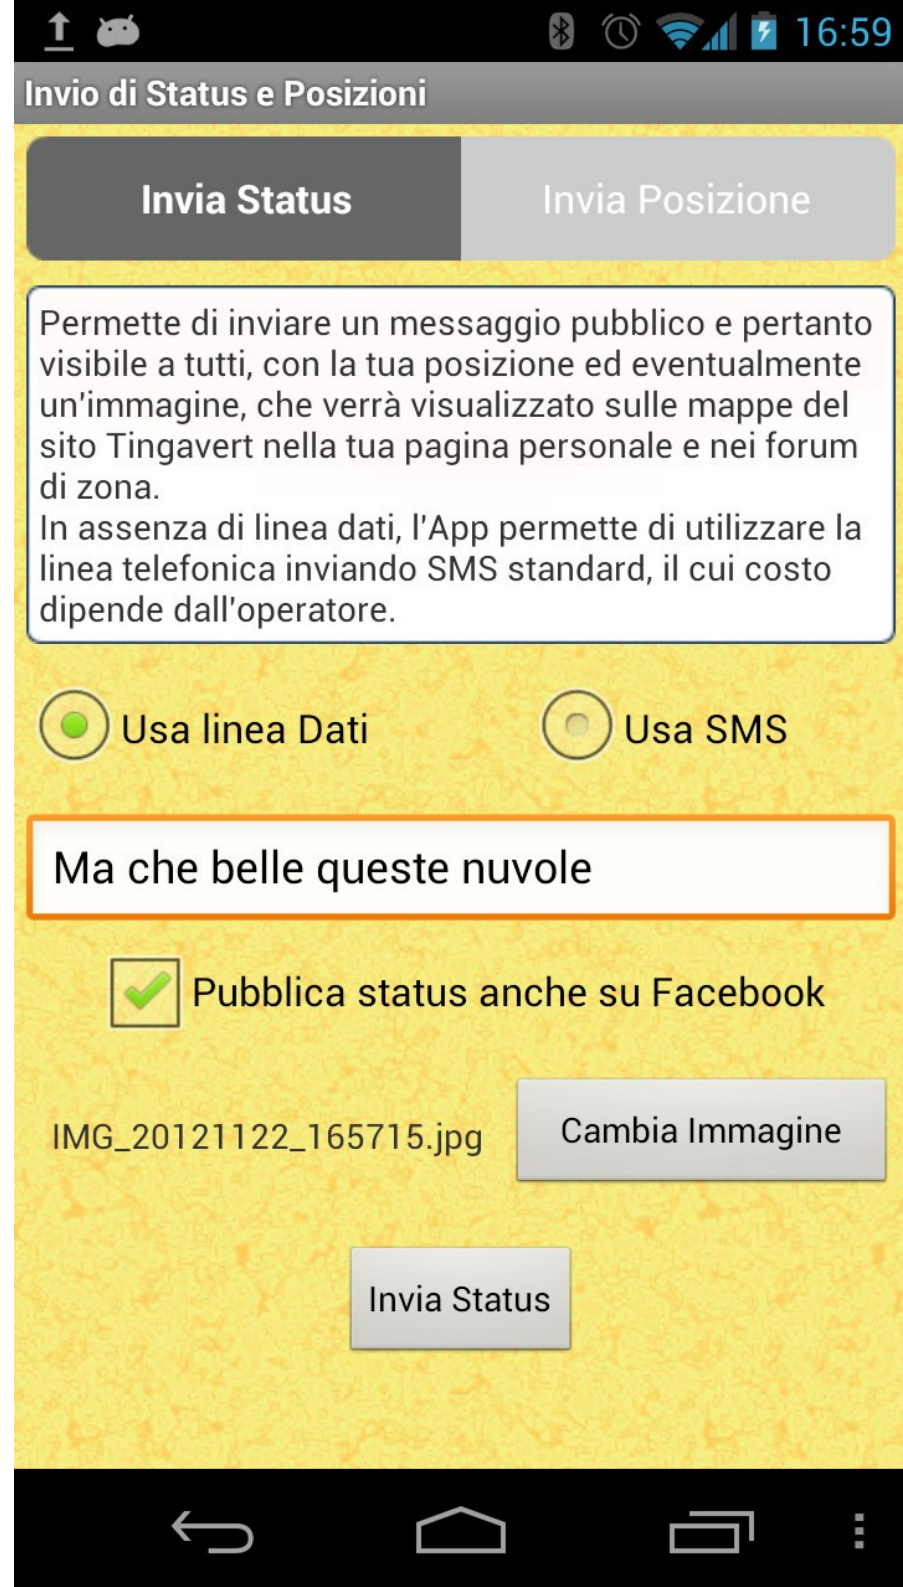 16:59
Invio di Status e Posizioni
Invia Status
Invia Posizione
Permette di inviare un messaggio pubblico e pertanto
visibile a tutti, con la tua posizione ed eventualmente
un'immagine, che verrà visualizzato sulle mappe del
sito Tingavert nella tua pagina personale e nei forum
di zona.
In assenza di linea dati, l'App permette di utilizzare la
linea telefonica inviando SMS standard, il cui costo
dipende dall'operatore.
Usa linea Dati
Usa SMS
Ma che belle queste nuvole
Pubblica status anche su Facebook
IMG_20121122_165715.jpg
Cambia Immagine
Invia Status